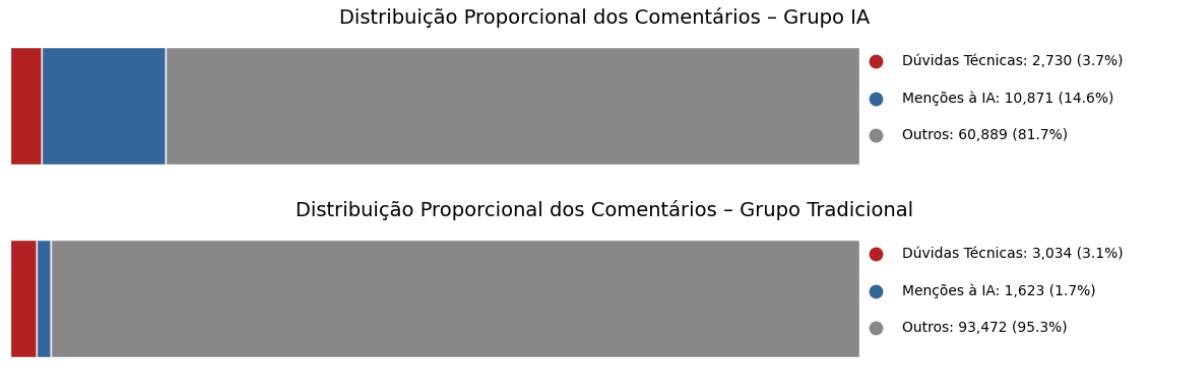 Distribuição Proporcional dos Comentários – Grupo IA
Dúvidas Técnicas: 2,730 (3.7%)
Menções à IA: 10,871 (14.6%)
Outros: 60,889 (81.7%)
Distribuição Proporcional dos Comentários – Grupo Tradicional
Dúvidas Técnicas: 3,034 (3.1%)
Menções à IA: 1,623 (1.7%)
Outros: 93,472 (95.3%)